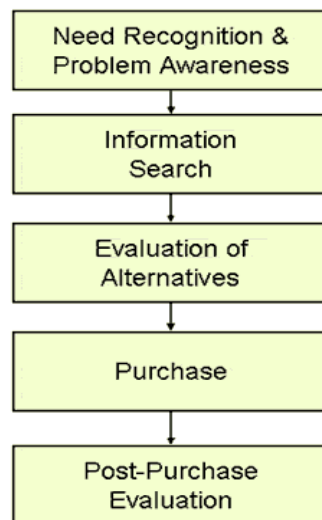 Need Recognition &
Problem Awareness
Information
Search
Evaluation of
Alternatives
Purchase
Post-Purchase
Evaluation